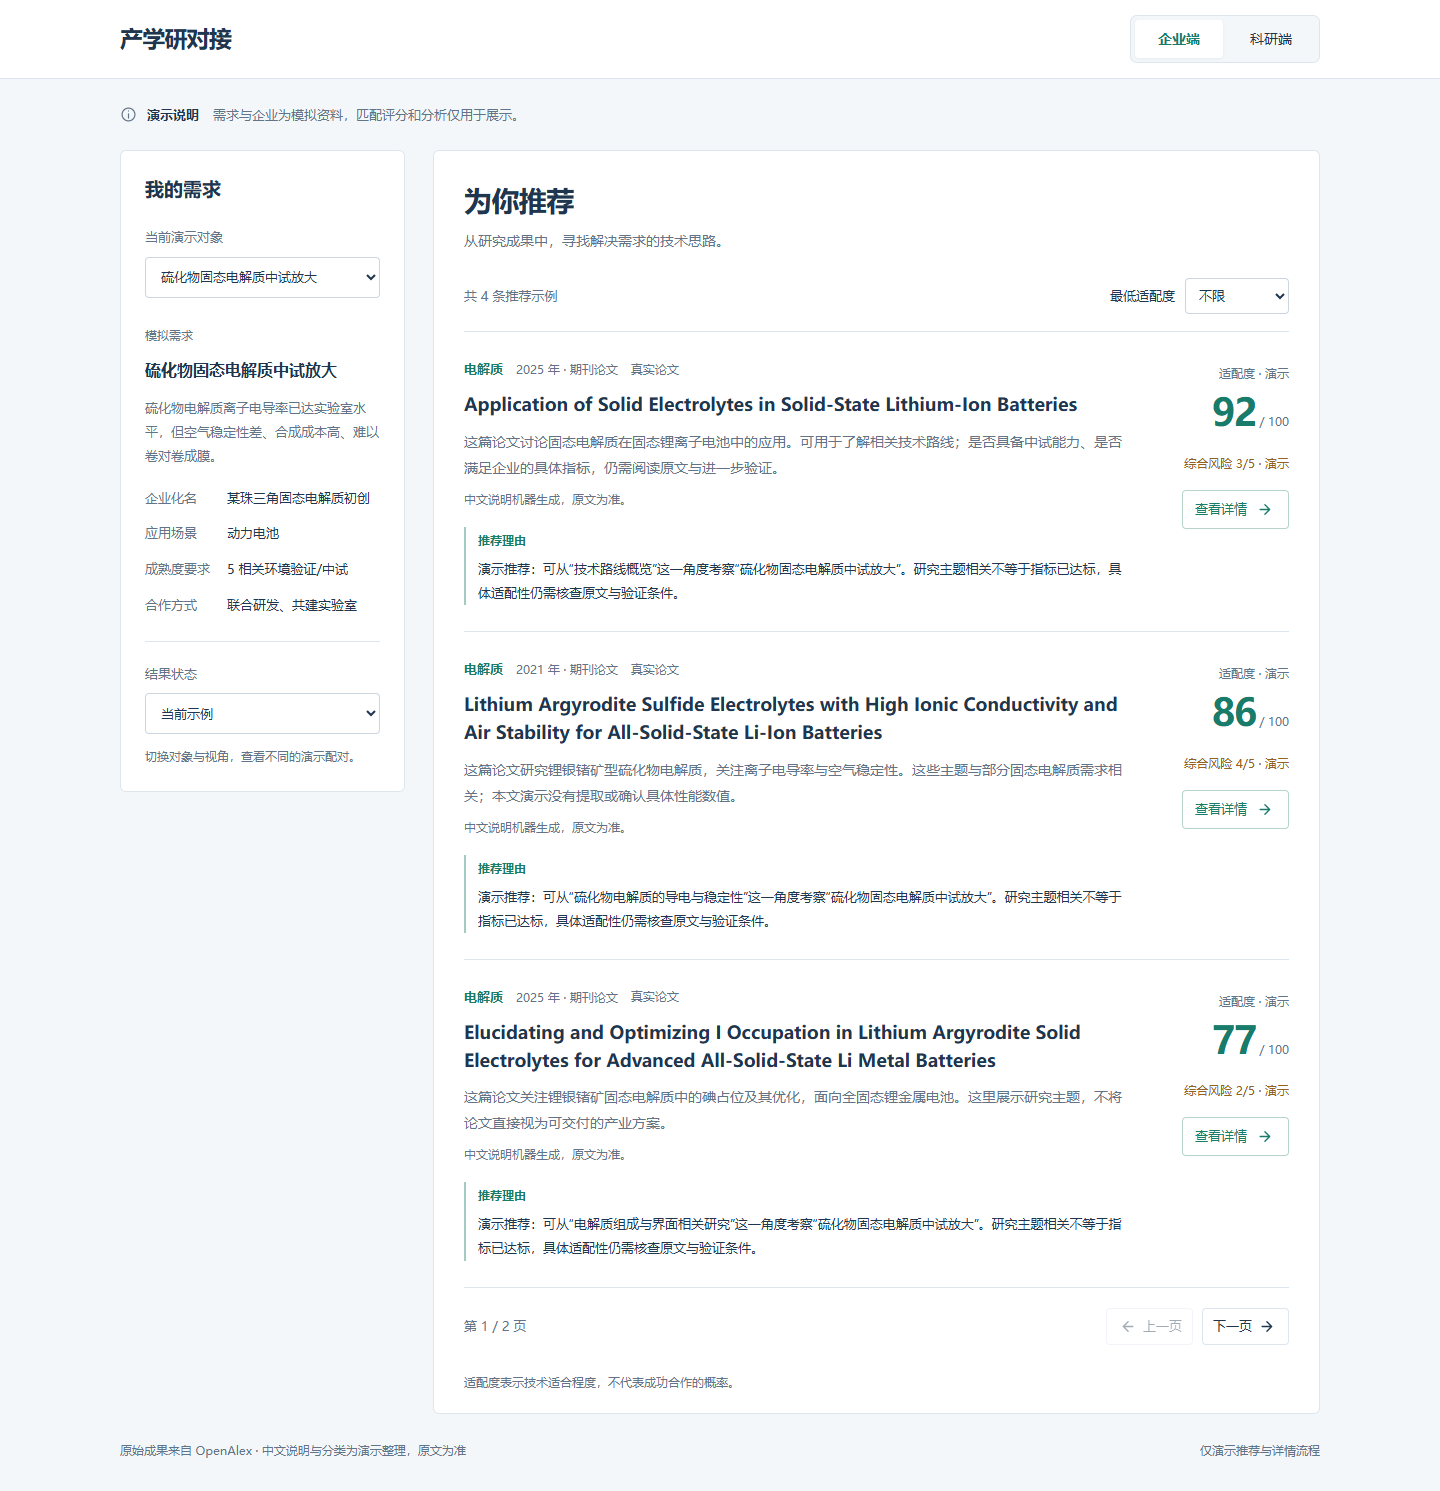 产学研对接
企业端
科研端
演示说明 需求与企业为模拟资料，匹配评分和分析仅用于展示。
我的需求
当前演示对象
硫化物固态电解质中试放大
模拟需求
硫化物固态电解质中试放大
硫化物电解质离子电导率已达实验室水
平，但空气稳定性差、合成成本高、难以
卷对卷成膜。
企业化名 某珠三角固态电解质初创
应用场景 动力电池
成熟度要求 5 相关环境验证/中试
合作方式 联合研发、共建实验室
结果状态
当前示例
切换对象与视角，查看不同的演示配对。
为你推荐
从研究成果中，寻找解决需求的技术思路。
共 4 条推荐示例
最低适配度 不限
电解质 2025 年 · 期刊论文 真实论文
Application of Solid Electrolytes in Solid-State Lithium-Ion Batteries
这篇论文讨论固态电解质在固态锂离子电池中的应用。可用于了解相关技术路线；是否具备中试能力、是否
满足企业的具体指标，仍需阅读原文与进一步验证。
中文说明机器生成，原文为准。
推荐理由
演示推荐：可从“技术路线概览”这一角度考察“硫化物固态电解质中试放大”。研究主题相关不等于指标已达标，具
体适配性仍需核查原文与验证条件。
适配度 · 演示
92 / 100
综合风险 3/5 · 演示
查看详情 →
电解质 2021 年 · 期刊论文 真实论文
Lithium Argyrodite Sulfide Electrolytes with High Ionic Conductivity and
Air Stability for All-Solid-State Li-Ion Batteries
这篇论文研究锂银锗矿型硫化物电解质，关注离子电导率与空气稳定性。这些主题与部分固态电解质需求相
关；本文演示没有提取或确认具体性能数值。
中文说明机器生成，原文为准。
推荐理由
演示推荐：可从“硫化物电解质的导电与稳定性”这一角度考察“硫化物固态电解质中试放大”。研究主题相关不等于
指标已达标，具体适配性仍需核查原文与验证条件。
适配度 · 演示
86 / 100
综合风险 4/5 · 演示
查看详情 →
电解质 2025 年 · 期刊论文 真实论文
Elucidating and Optimizing I Occupation in Lithium Argyrodite Solid
Electrolytes for Advanced All-Solid-State Li Metal Batteries
这篇论文关注锂银锗矿固态电解质中的碘占位及其优化，面向全固态锂金属电池。这里展示研究主题，不将
论文直接视为可交付的产业方案。
中文说明机器生成，原文为准。
推荐理由
演示推荐：可从“电解质组成与界面相关研究”这一角度考察“硫化物固态电解质中试放大”。研究主题相关不等于指
标已达标，具体适配性仍需核查原文与验证条件。
适配度 · 演示
77 / 100
综合风险 2/5 · 演示
查看详情 →
第 1 / 2 页
← 上一页
下一页 →
适配度表示技术适合程度，不代表成功合作的概率。
原始成果来自 OpenAlex · 中文说明与分类为演示整理，原文为准
仅演示推荐与详情流程